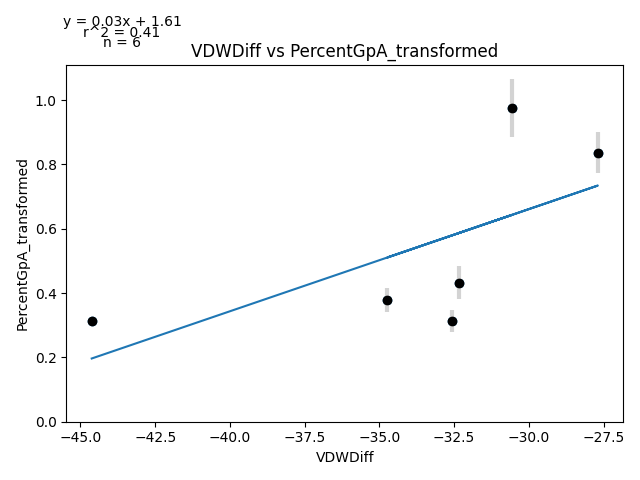 y = 0.03x + 1.61
r^2 = 0.41
n = 6
VDWDiff vs PercentGpA_transformed
PercentGpA_transformed
1.0
0.8
0.6
0.4
0.2
0.0
−45.0 −42.5 −40.0 −37.5 −35.0 −32.5 −30.0 −27.5
VDWDiff